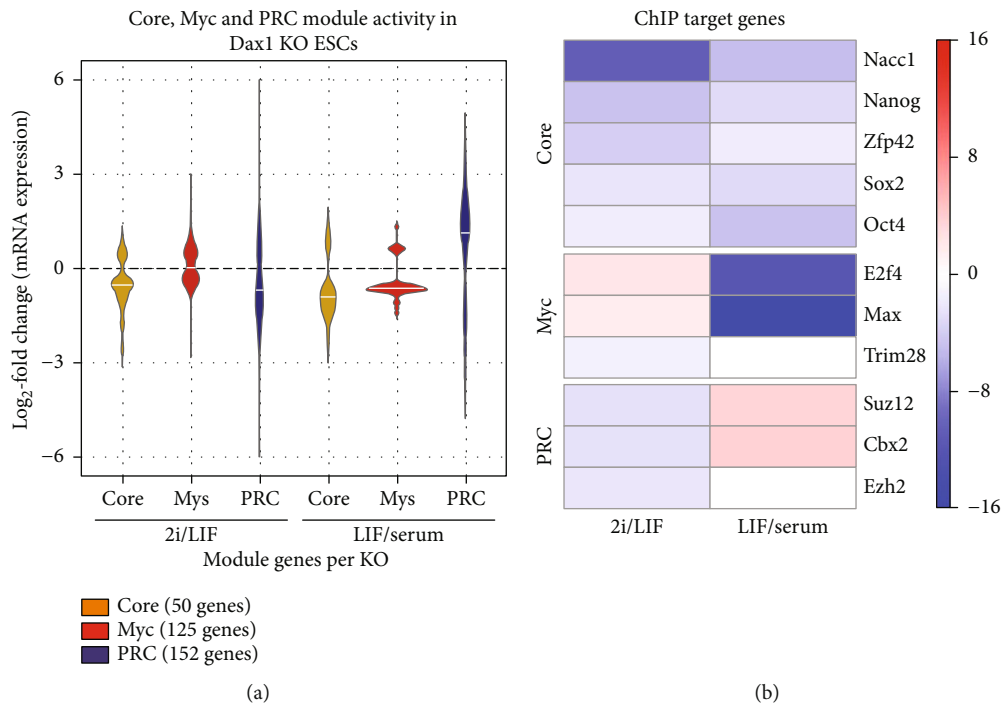 Core, Myc and PRC module activity in
Dax1 KO ESCs
Log2-fold change (mRNA expression)
6
3
0
−3
−6
Core Mys PRC Core Mys PRC
2i/LIF LIF/serum
Module genes per KO
Core (50 genes)
Myc (125 genes)
PRC (152 genes)
(a)
ChIP target genes
Core
Nacc1
Nanog
Zfp42
Sox2
Oct4
Myc
E2f4
Max
Trim28
PRC
Suz12
Cbx2
Ezh2
2i/LIF LIF/serum
16
8
0
−8
−16
(b)